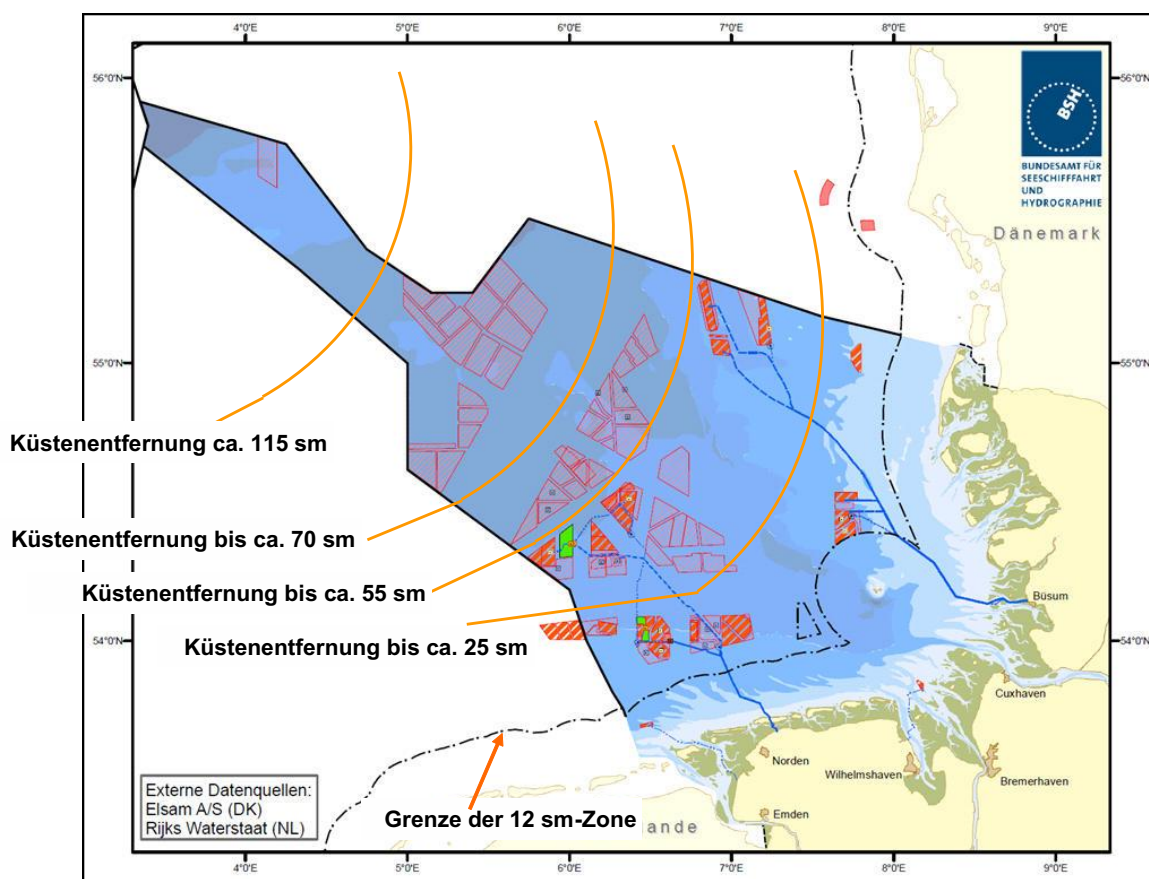 4°0'E
5°0'E
6°0'E
7°0'E
8°0'E
9°0'E
56°0'N
56°0'N
BSH
BUNDESAMT FÜR
SEESCHIFFFAHRT
UND
HYDROGRAPHIE
Dänemark
55°0'N
55°0'N
Küstenentfernung ca. 115 sm
Küstenentfernung bis ca. 70 sm
Küstenentfernung bis ca. 55 sm
Küstenentfernung bis ca. 25 sm
Büsum
54°0'N
54°0'N
Cuxhaven
Norden
Wilhelmshaven
Bremerhaven
Externe Datenquellen:
Elsam A/S (DK)
Rijks Waterstaat (NL)
Grenze der 12 sm-Zone
ande
Emden
4°0'E
5°0'E
6°0'E
7°0'E
8°0'E
9°0'E